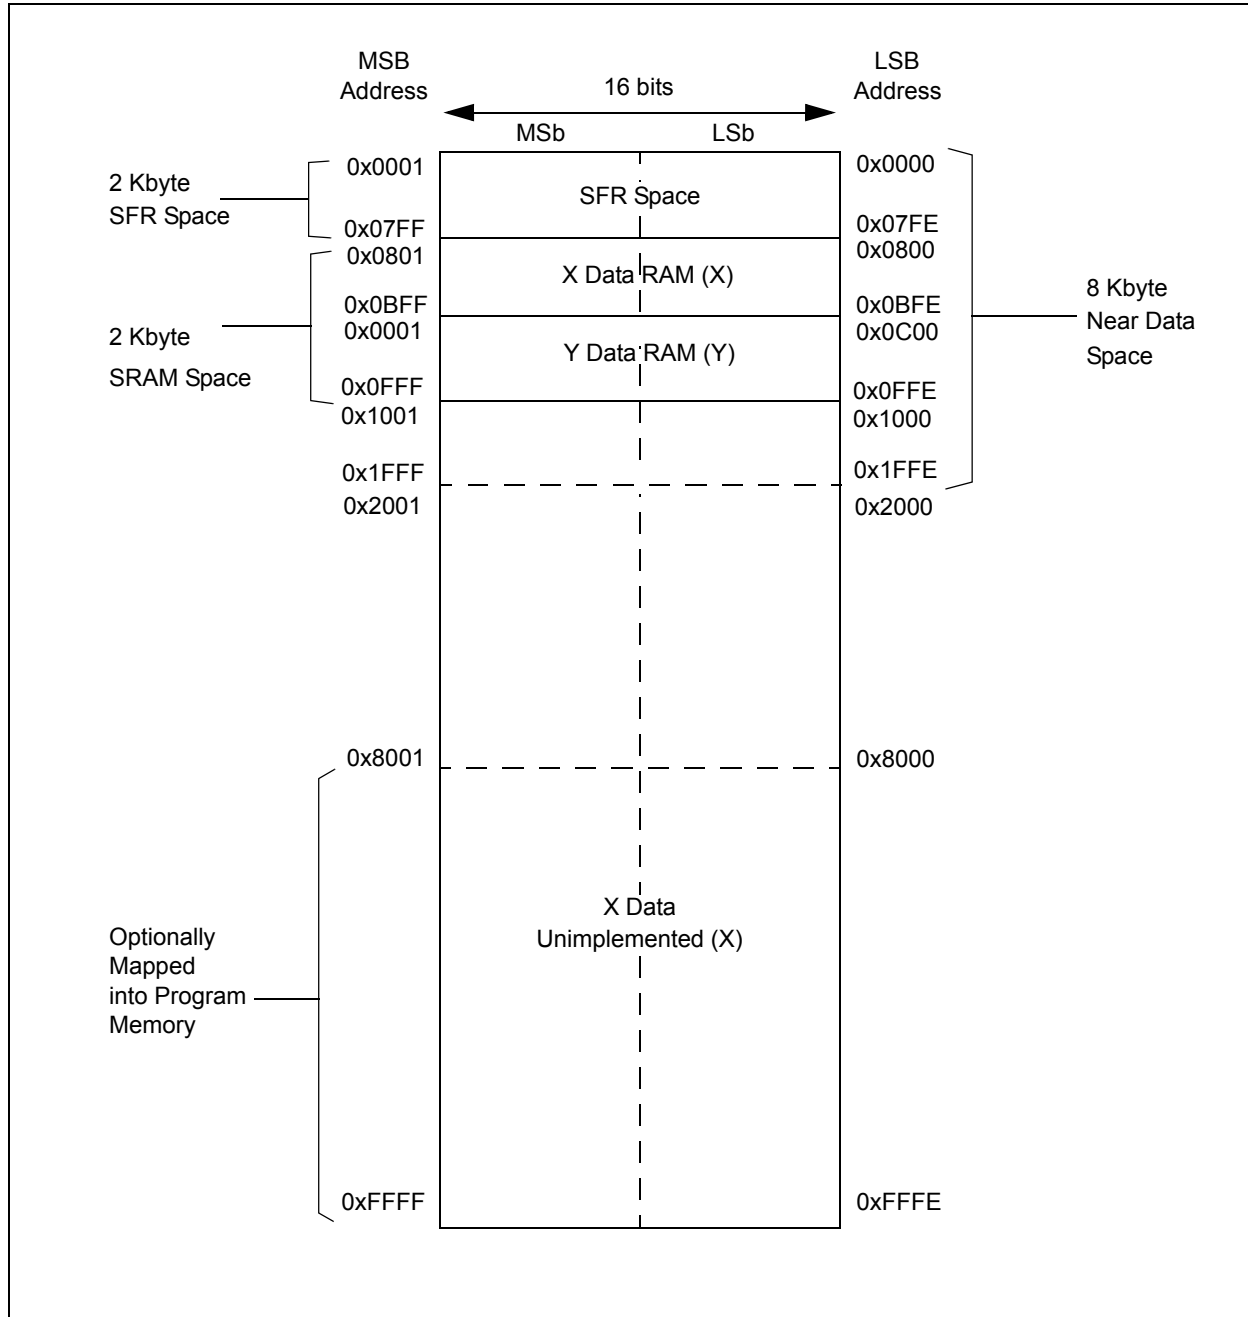 MSB
Address
LSB
Address
16 bits
MSb
LSb
0x0001
0x0000
2 Kbyte
SFR Space
SFR Space
0x07FF
0x07FE
0x0801
0x0800
X Data RAM (X)
0x0BFF
0x0BFE
0x0001
0x0C00
2 Kbyte
SRAM Space
Y Data RAM (Y)
8 Kbyte
Near Data
Space
0x0FFF
0x0FFE
0x1001
0x1000
0x1FFF
0x1FFE
0x2001
0x2000
0x8001
0x8000
X Data
Unimplemented (X)
Optionally
Mapped
into Program
Memory
0xFFFF
0xFFFE